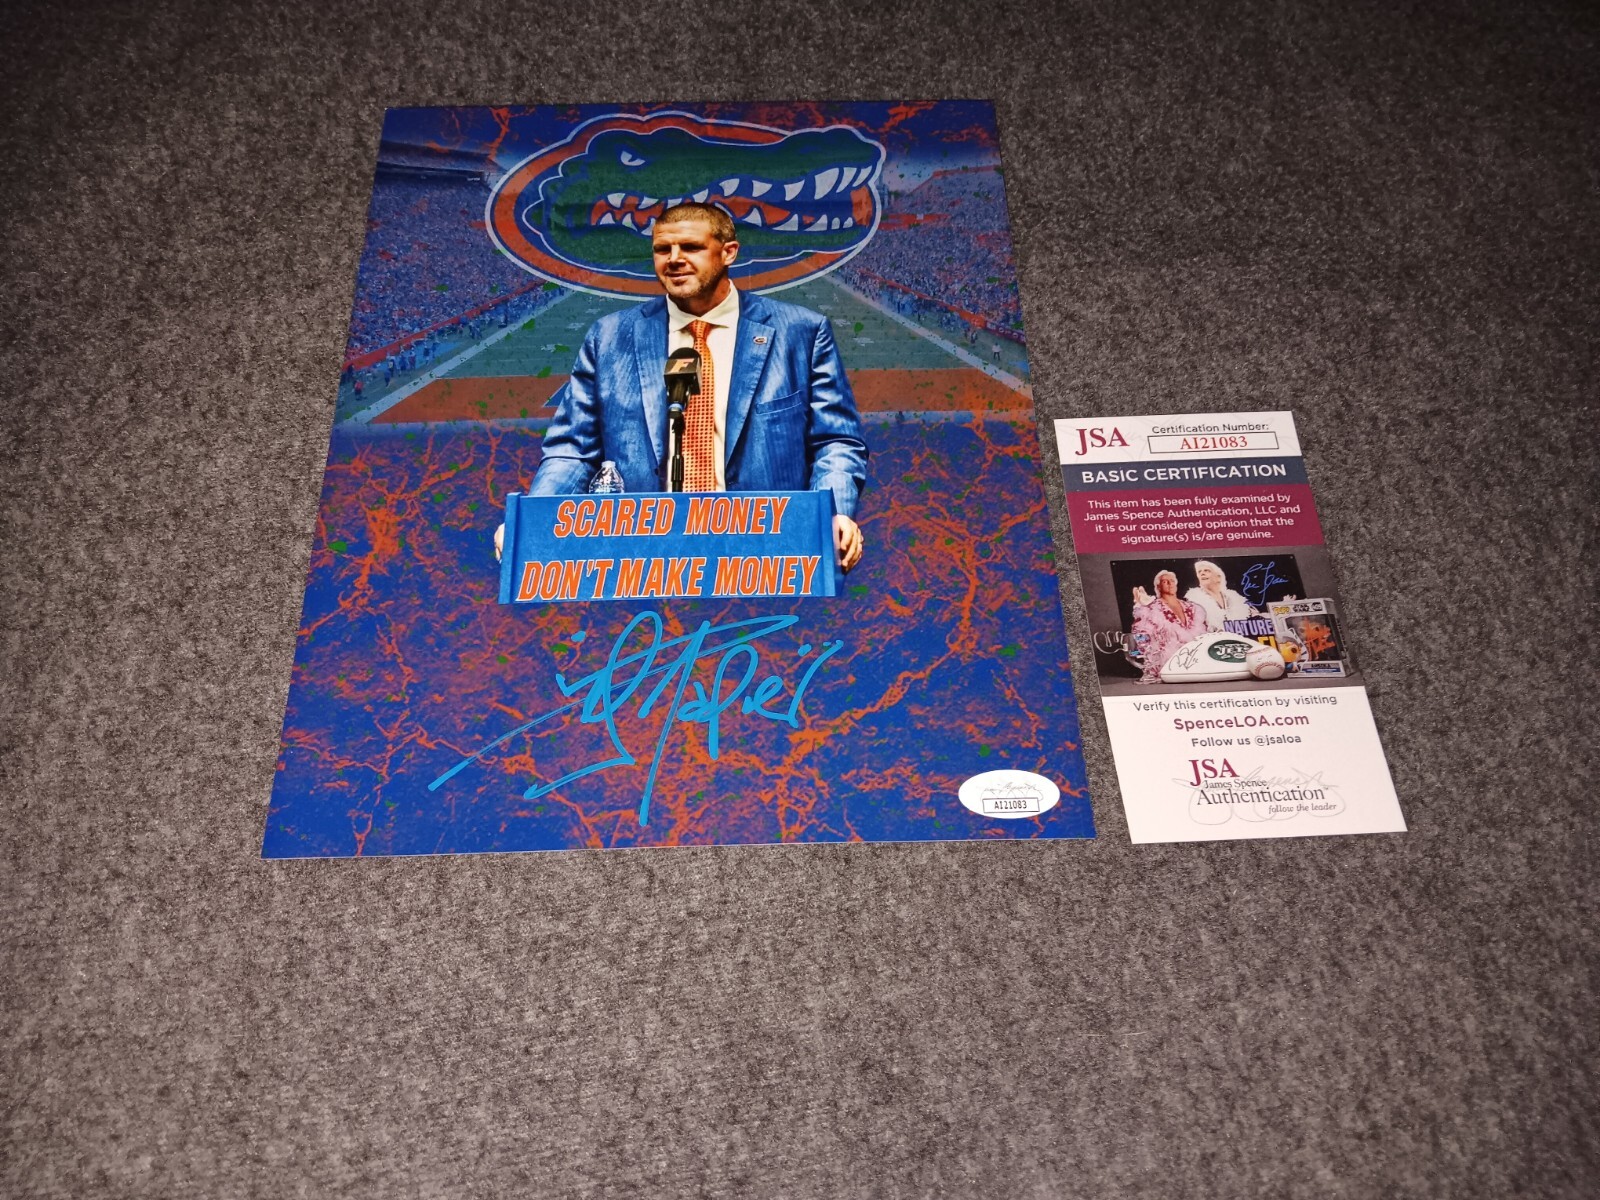 F
SCARED MONEY
DON'T MAKE MONEY
AI21083
JSA
Certification Number:
AI21083
BASIC CERTIFICATION
This item has been fully examined by
James Spence Authentication, LLC and
it is our considered opinion that the
signature(s) is/are genuine.
NATURE
JETS
Verify this certification by visiting
SpenceLOA.com
Follow us @jsaloa
JSA
James Spence
Authentication
follow the leader